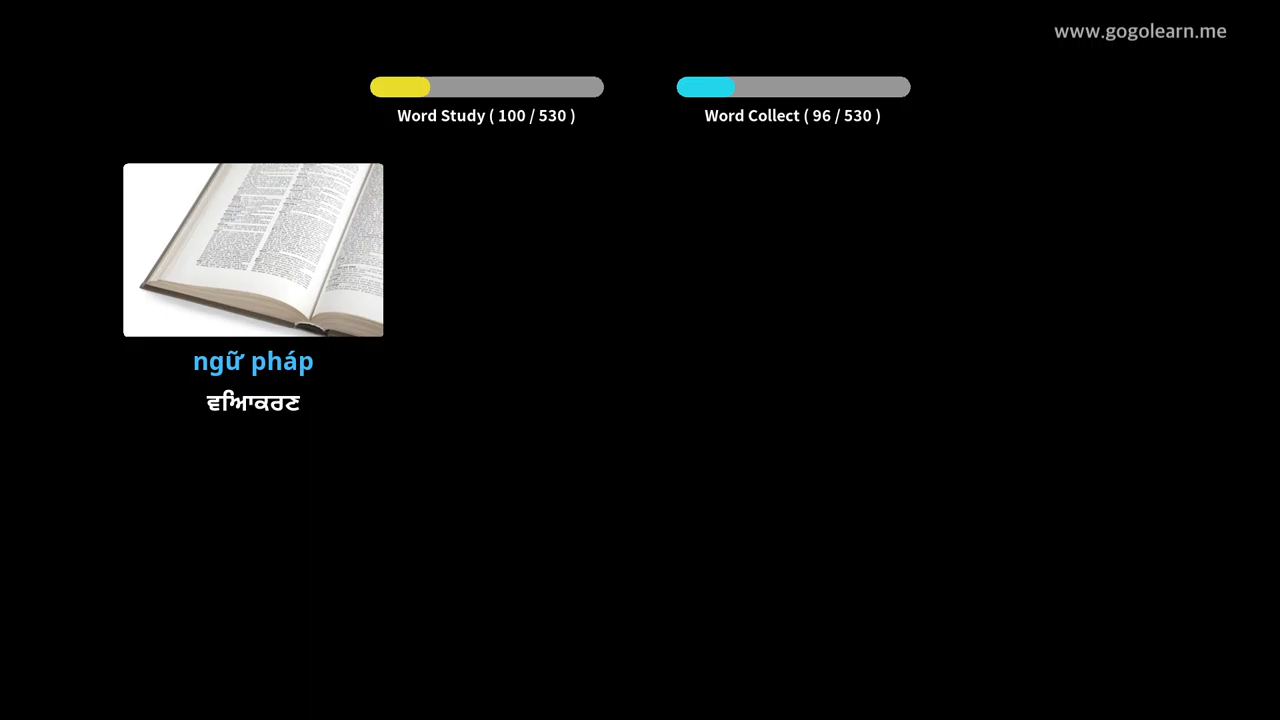 www.gogolearn.me
Word Study ( 100 / 530 )
Word Collect ( 96 / 530 )
ngữ pháp
ਵਿਆਕਰਣ